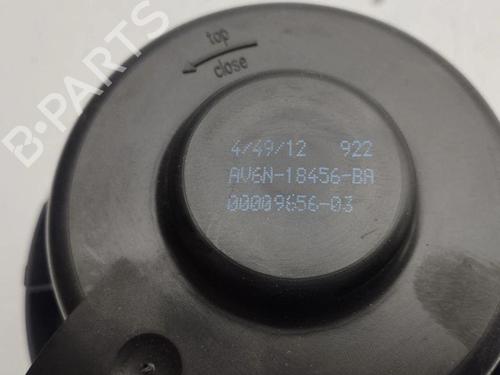 top
close
4/49/12 922
AV6N-18456-BA
00009656-03
B-PARTS